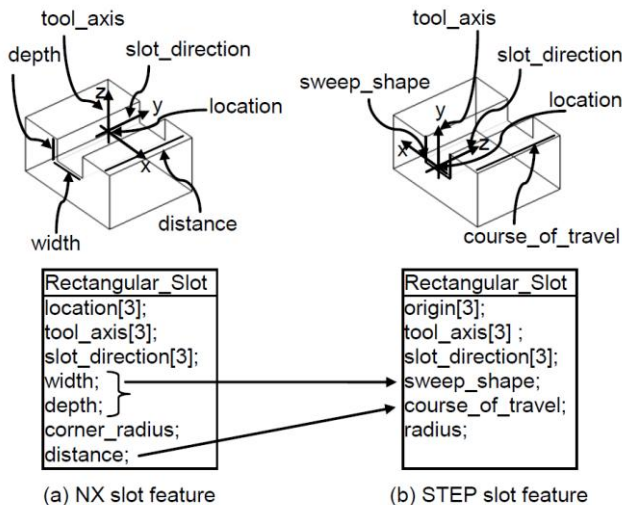 tool_axis
depth
slot_direction
location
z
y
x
width
distance
tool_axis
slot_direction
sweep_shape
location
y
x
z
course_of_travel
Rectangular_Slot
location[3];
tool_axis[3];
slot_direction[3];
width;
depth;
corner_radius;
distance;
Rectangular_Slot
origin[3];
tool_axis[3] ;
slot_direction[3];
sweep_shape;
course_of_travel;
radius;
(a) NX slot feature
(b) STEP slot feature